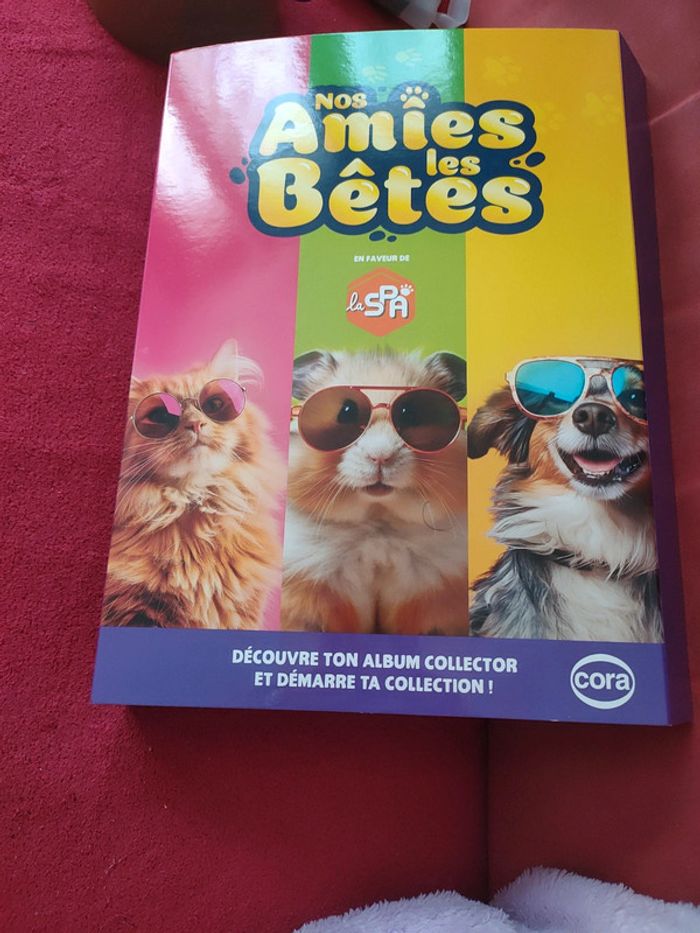 NOS
Amies
les
Bêtes
EN FAVEUR DE
la SPA
DÉCOUVRE TON ALBUM COLLECTOR
ET DÉMARRE TA COLLECTION !
cora